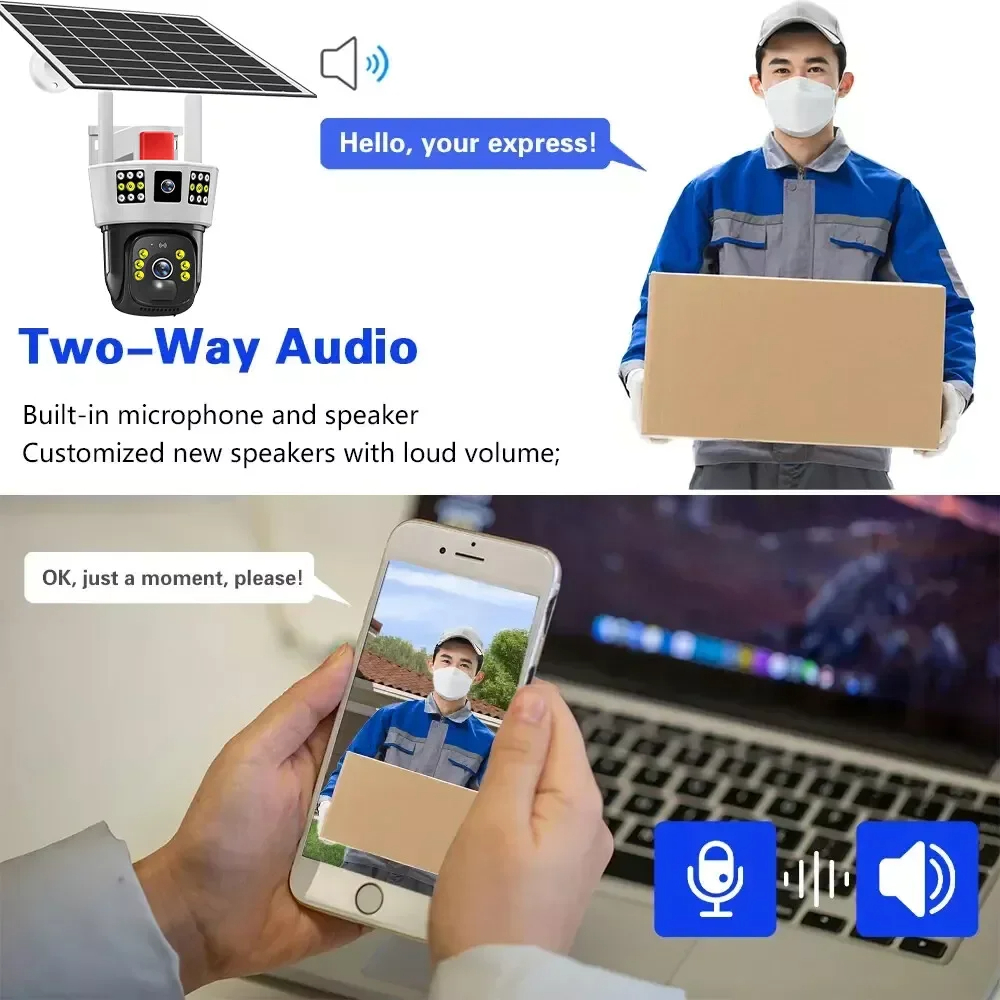 Hello, your express!
Two-Way Audio
Built-in microphone and speaker
Customized new speakers with loud volume;
OK, just a moment, please!